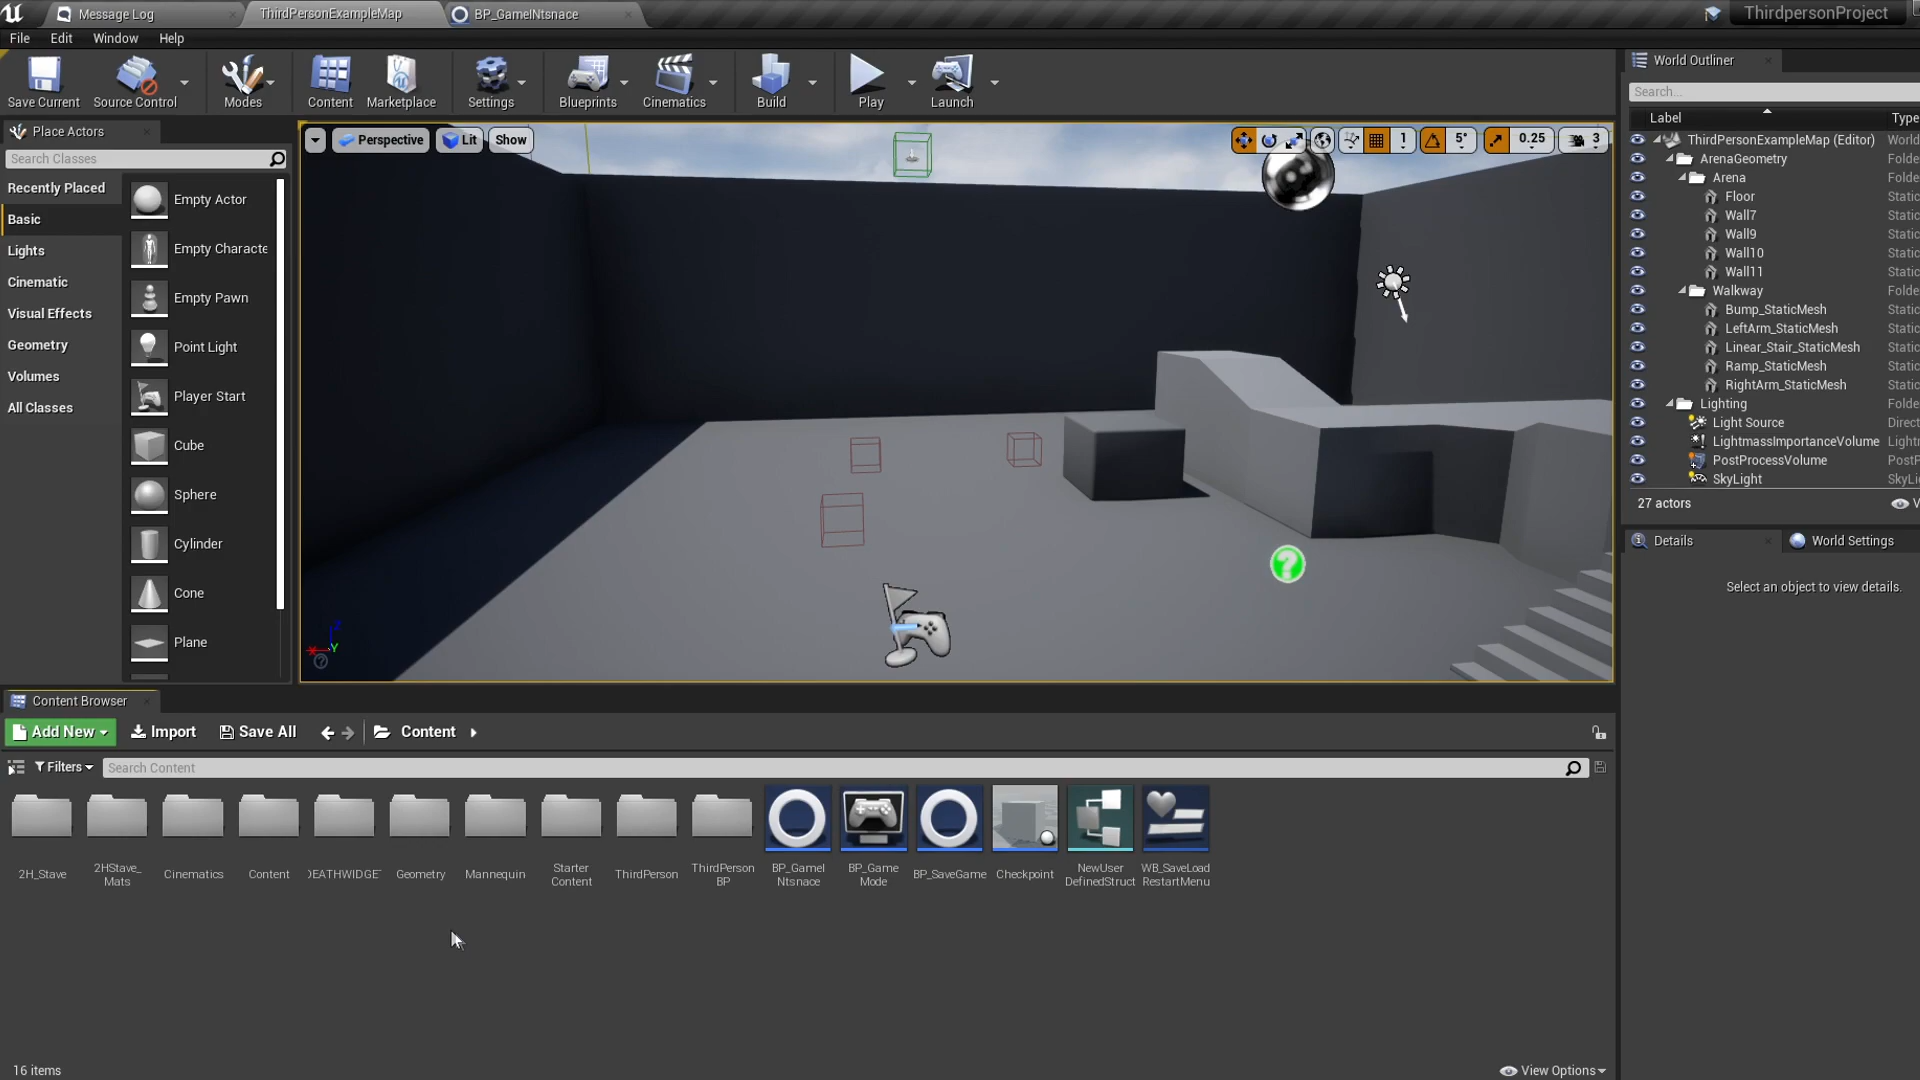 Message Log
ThirdPersonExampleMap
BP_GameINtsnace
ThirdpersonProject
File
Edit
Window
Help
Save Current
Source Control
Modes
Content
Marketplace
Settings
Blueprints
Cinematics
Build
Play
Launch
World Outliner
Search...
Label
Type
Place Actors
Search Classes
Recently Placed
Basic
Lights
Cinematic
Visual Effects
Geometry
Volumes
All Classes
Empty Actor
Empty Characte
Empty Pawn
Point Light
Player Start
Cube
Sphere
Cylinder
Cone
Plane
Perspective
Lit
Show
1
5°
0.25
3
Z
X
Y
ThirdPersonExampleMap (Editor)
World
ArenaGeometry
Folde
Arena
Folde
Floor
Static
Wall7
Static
Wall9
Static
Wall10
Static
Wall11
Static
Walkway
Folde
Bump_StaticMesh
Static
LeftArm_StaticMesh
Static
Linear_Stair_StaticMesh
Static
Ramp_StaticMesh
Static
RightArm_StaticMesh
Static
Lighting
Folde
Light Source
Direct
LightmassImportanceVolume
Lightr
PostProcessVolume
PostP
SkyLight
SkyLi
27 actors
V
Details
World Settings
Select an object to view details.
Content Browser
Add New
Import
Save All
Content
Filters
Search Content
2H_Stave
2HStave_
Mats
Cinematics
Content
DEATHWIDGE
Geometry
Mannequin
Starter
Content
ThirdPerson
ThirdPerson
BP
BP_GameI
Ntsnace
BP_Game
Mode
BP_SaveGame
Checkpoint
NewUser
DefinedStruct
WB_SaveLoad
RestartMenu
16 items
View Options